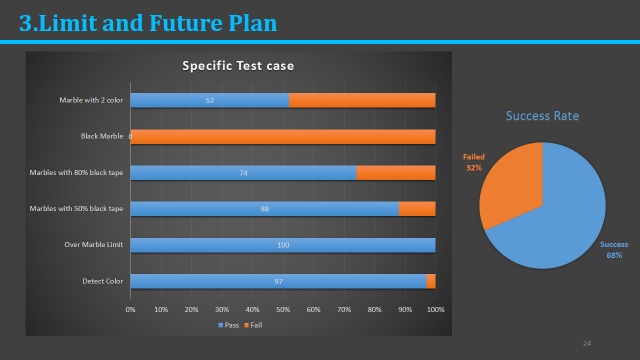 3.Limit and Future Plan
Specific Test case
Marble with 2 color
52
Black Marble
0
Marbles with 80% black tape
74
Marbles with 50% black tape
88
Over Marble Limit
100
Detect Color
97
0% 10% 20% 30% 40% 50% 60% 70% 80% 90% 100%
Pass Fail
Success Rate
Failed
32%
Success
68%
24